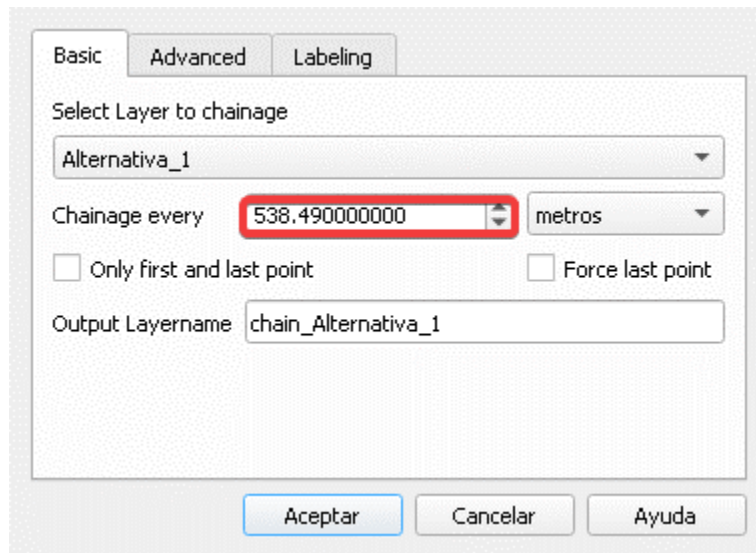 Basic Advanced Labeling
Select Layer to chainage
Alternativa_1
Chainage every 538.490000000 metros
Only first and last point Force last point
Output Layername chain_Alternativa_1
Aceptar Cancelar Ayuda